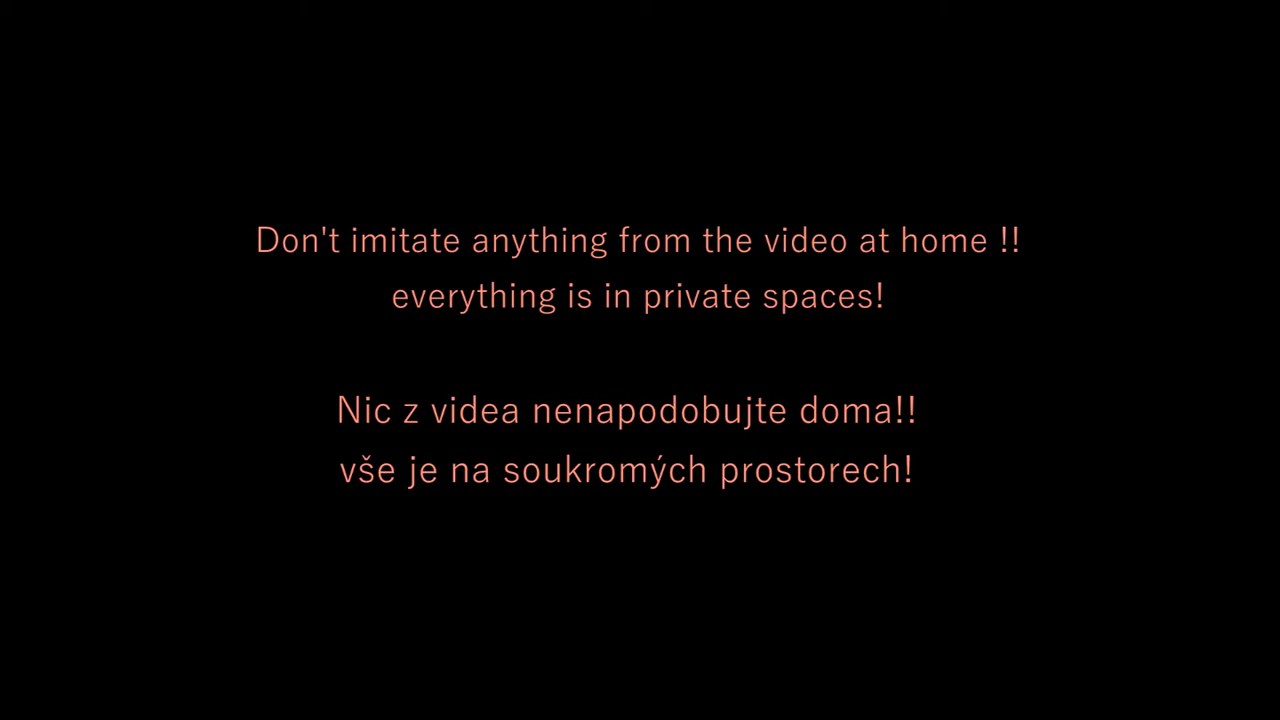 Don't imitate anything from the video at home !!
everything is in private spaces!
Nic z videa nenapodobujte doma!!
vše je na soukromých prostorech!